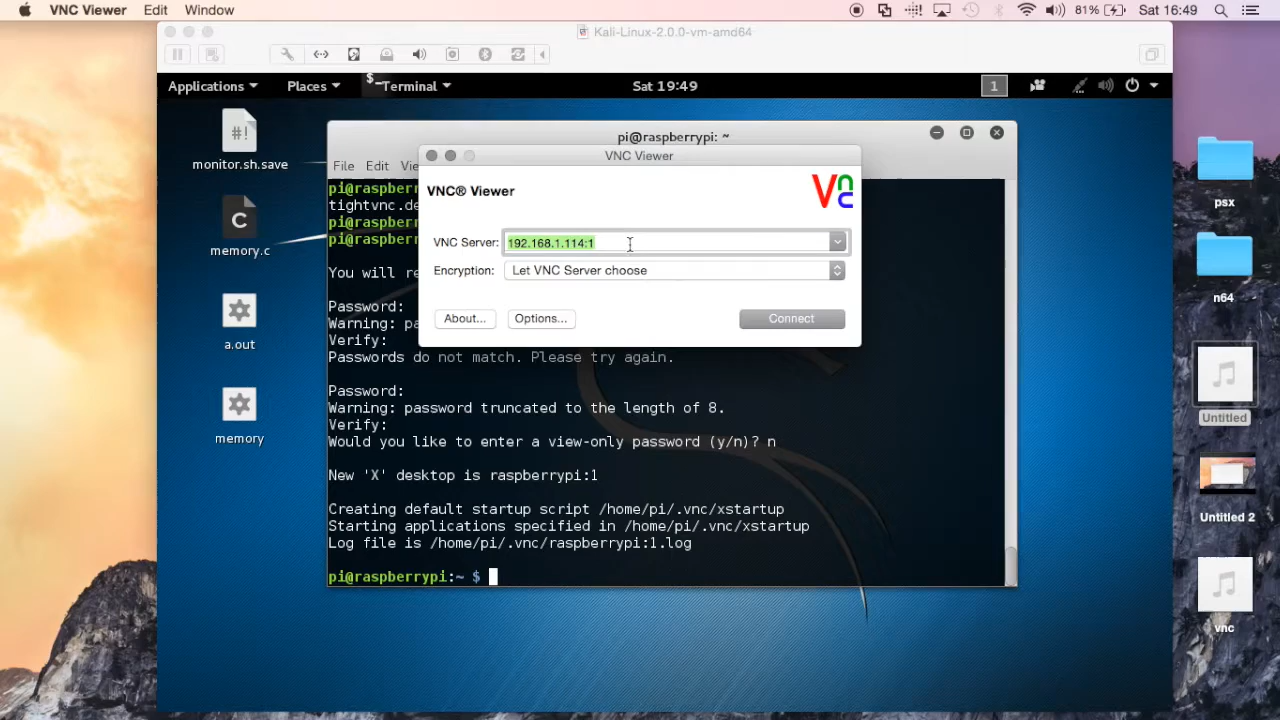 VNC Viewer Edit Window
81% Sat 16:49
Kali-Linux-2.0.0-vm-amd64
Applications Places Terminal
Sat 19:49
1
#!
monitor.sh.save
C
memory.c
a.out
memory
pi@raspberrypi: ~
File Edit Vie
VNC Viewer
VNC® Viewer
VNC
VNC Server: 192.168.1.114:1
Encryption: Let VNC Server choose
About... Options... Connect
pi@raspberr
tightvnc.de
pi@raspberr
pi@raspberr
You will re
Password:
Warning: pa
Verify:
Passwords do not match. Please try again.
Password:
Warning: password truncated to the length of 8.
Verify:
Would you like to enter a view-only password (y/n)? n
New 'X' desktop is raspberrypi:1
Creating default startup script /home/pi/.vnc/xstartup
Starting applications specified in /home/pi/.vnc/xstartup
Log file is /home/pi/.vnc/raspberrypi:1.log
pi@raspberrypi:~ $
psx
n64
Untitled
Untitled 2
vnc